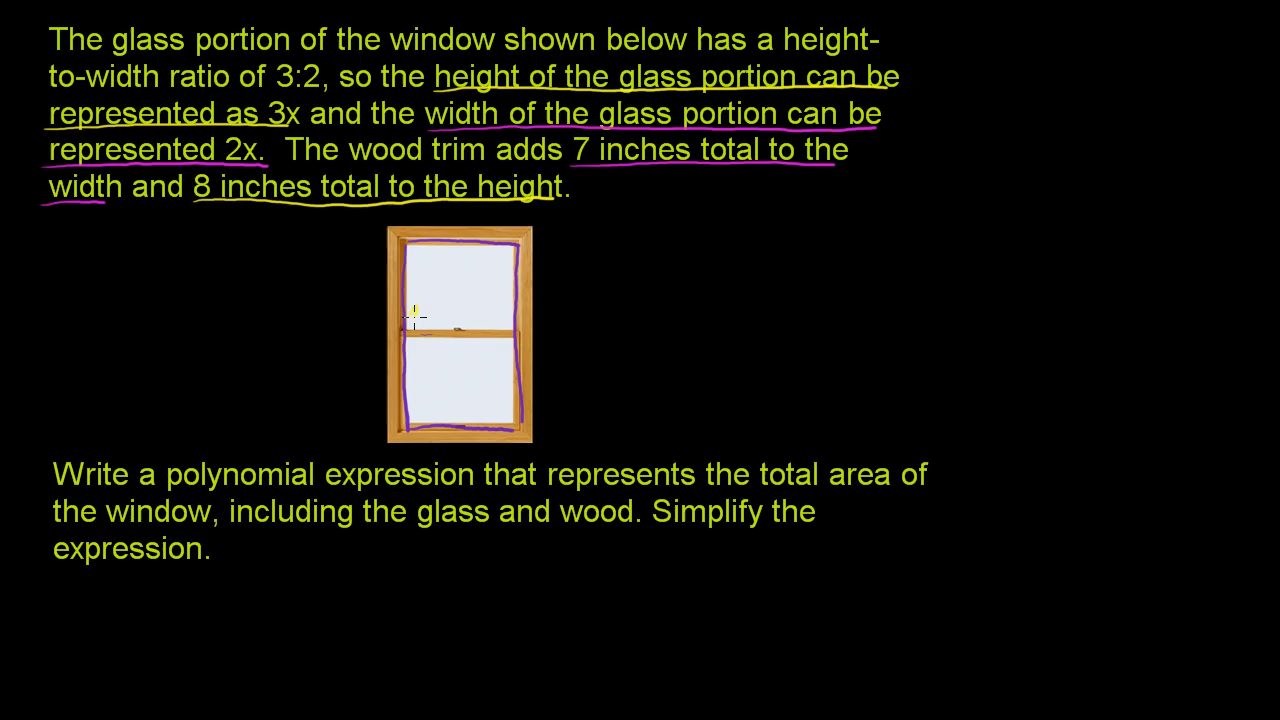 The glass portion of the window shown below has a height-
to-width ratio of 3:2, so the height of the glass portion can be
represented as 3x and the width of the glass portion can be
represented 2x.  The wood trim adds 7 inches total to the
width and 8 inches total to the height.
Write a polynomial expression that represents the total area of
the window, including the glass and wood. Simplify the
expression.